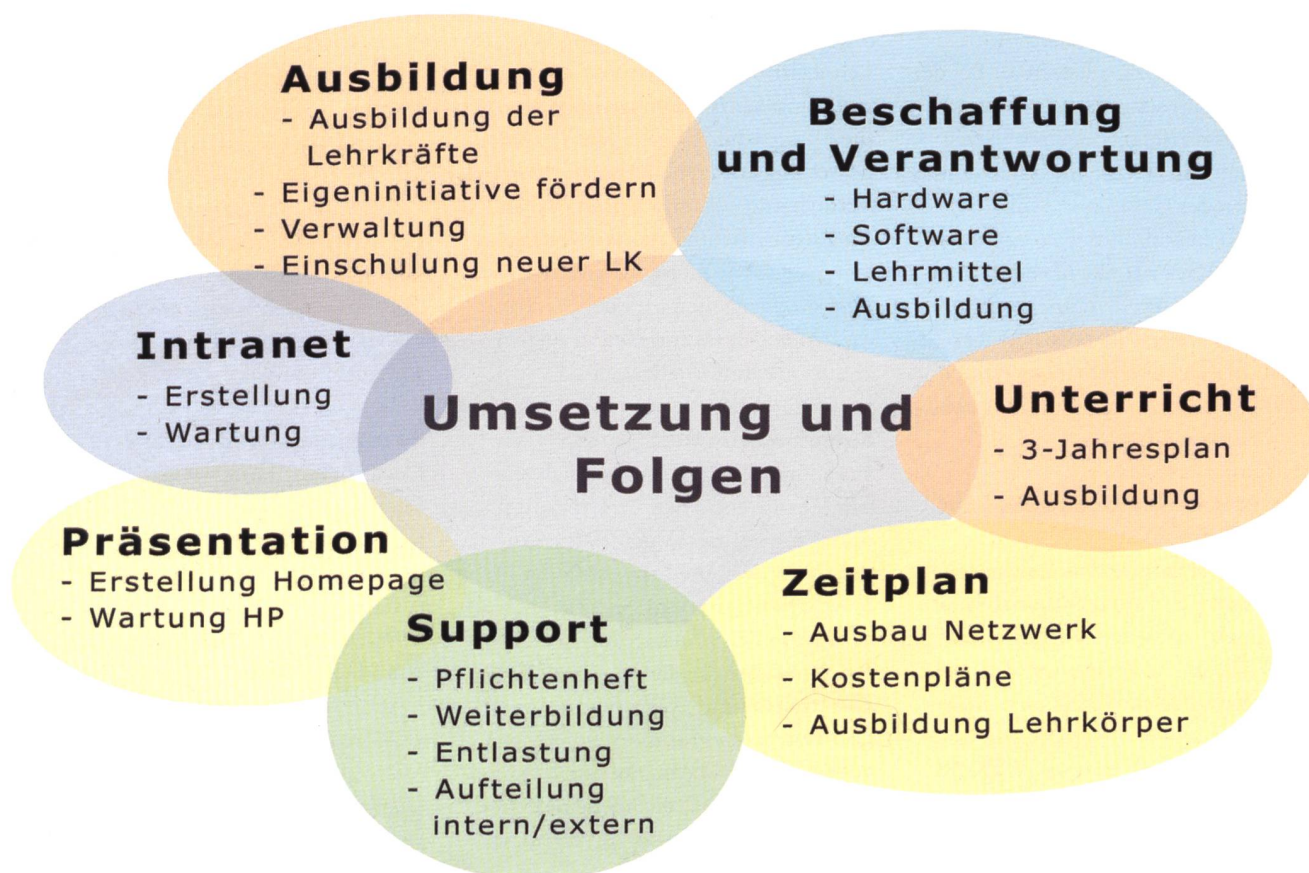 Ausbildung
- Ausbildung der
Lehrkräfte
- Eigeninitiative fördern
- Verwaltung
- Einschulung neuer LK
Beschaffung
und Verantwortung
- Hardware
- Software
- Lehrmittel
- Ausbildung
Intranet
- Erstellung
- Wartung
Umsetzung und
Folgen
Unterricht
- 3-Jahresplan
- Ausbildung
Präsentation
- Erstellung Homepage
- Wartung HP
Support
- Pflichtenheft
- Weiterbildung
- Entlastung
- Aufteilung
intern/extern
Zeitplan
- Ausbau Netzwerk
- Kostenpläne
- Ausbildung Lehrkörper